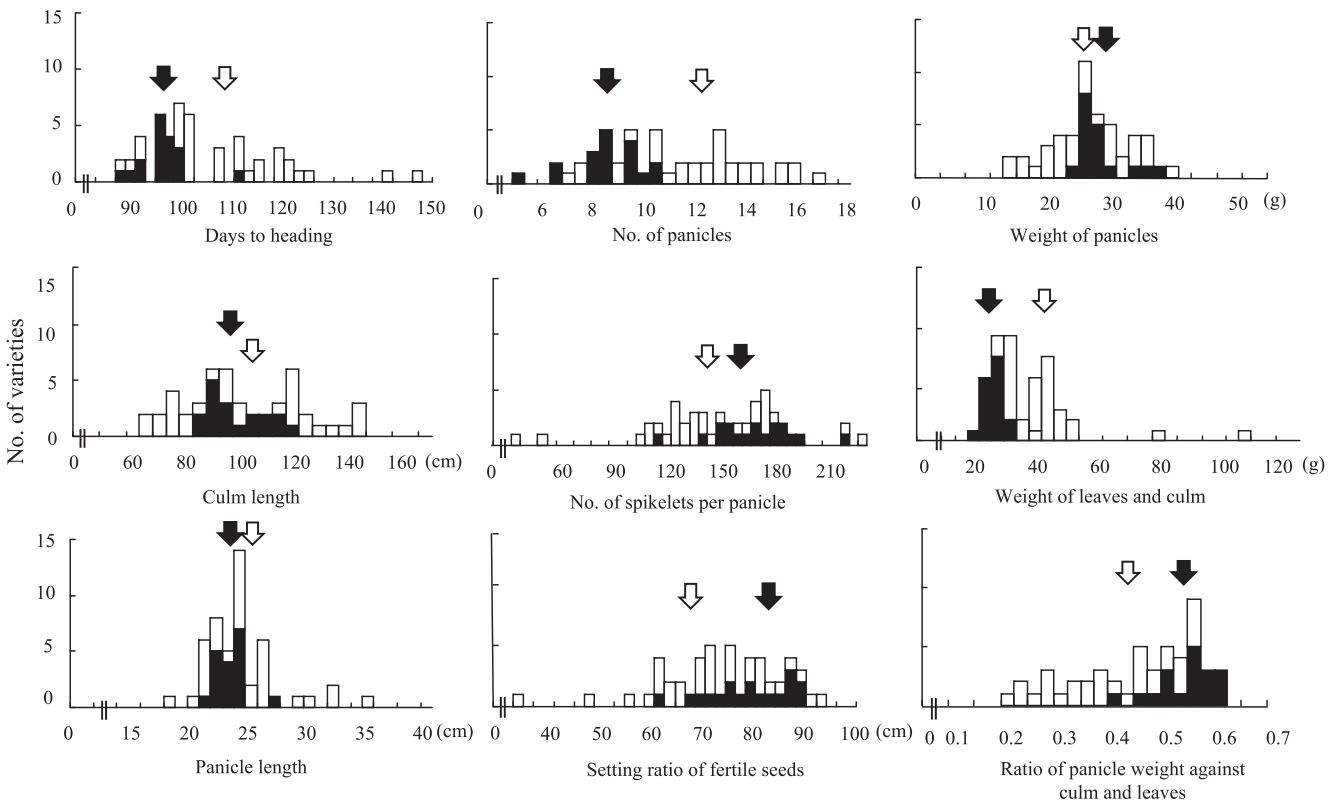 15
10
5
0
0 90 100 110 120 130 140 150
Days to heading
0 6 8 10 12 14 16 18
No. of panicles
0 10 20 30 40 50 (g)
Weight of panicles
No. of varieties
15
10
5
0
0 60 80 100 120 140 160 (cm)
Culm length
0 60 90 120 150 180 210
No. of spikelets per panicle
0 20 40 60 80 100 120 (g)
Weight of leaves and culm
15
10
5
0
0 15 20 25 30 35 40 (cm)
Panicle length
0 40 50 60 70 80 90 100 (cm)
Setting ratio of fertile seeds
0 0.1 0.2 0.3 0.4 0.5 0.6 0.7
Ratio of panicle weight against
culm and leaves